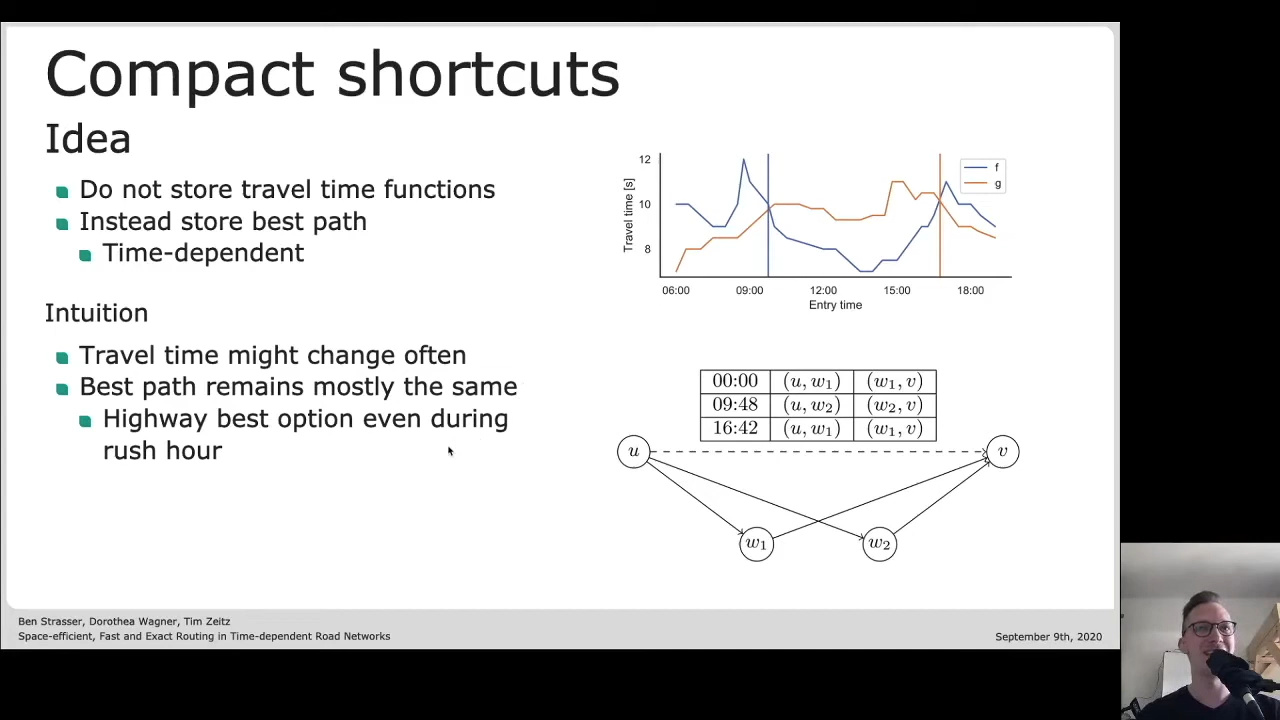 Compact shortcuts
Idea
Do not store travel time functions
Instead store best path
Time-dependent
Intuition
Travel time might change often
Best path remains mostly the same
Highway best option even during
rush hour
12
10
8
Travel time [s]
f
g
06:00 09:00 12:00 15:00 18:00
Entry time
00:00 (u, w₁) (w₁, v)
09:48 (u, w₂) (w₂, v)
16:42 (u, w₁) (w₁, v)
u
v
w₁
w₂
Ben Strasser, Dorothea Wagner, Tim Zeitz
Space-efficient, Fast and Exact Routing in Time-dependent Road Networks
September 9th, 2020